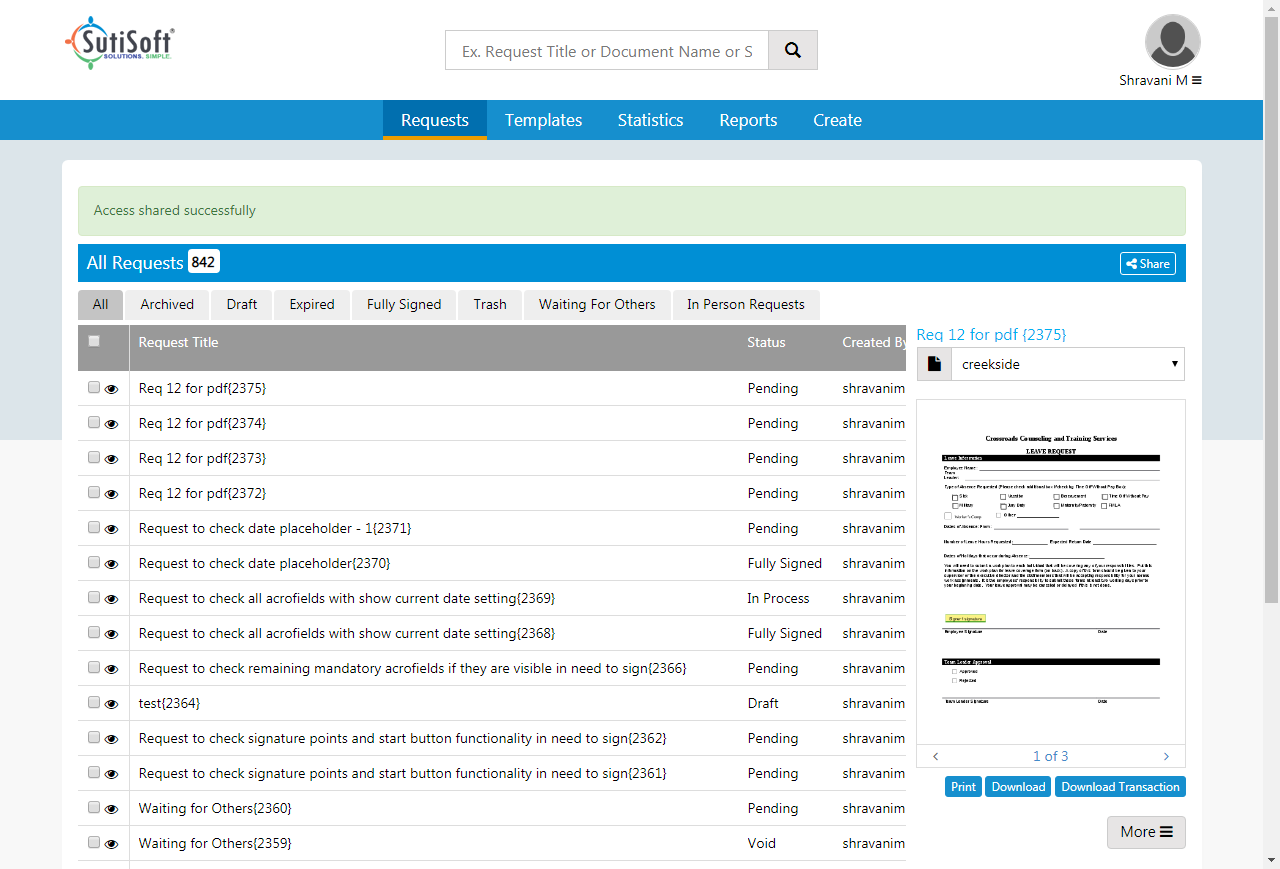 SutiSoft®
SOLUTIONS. SIMPLE.
Ex. Request Title or Document Name or S
Shravani M
Requests Templates Statistics Reports Create
Access shared successfully
All Requests 842
Share
All Archived Draft Expired Fully Signed Trash Waiting For Others In Person Requests
Request Title Status Created By
Req 12 for pdf{2375} Pending shravanim
Req 12 for pdf{2374} Pending shravanim
Req 12 for pdf{2373} Pending shravanim
Req 12 for pdf{2372} Pending shravanim
Request to check date placeholder - 1{2371} Pending shravanim
Request to check date placeholder{2370} Fully Signed shravanim
Request to check all acrofields with show current date setting{2369} In Process shravanim
Request to check all acrofields with show current date setting{2368} Fully Signed shravanim
Request to check remaining mandatory acrofields if they are visible in need to sign{2366} Pending shravanim
test{2364} Draft shravanim
Request to check signature points and start button functionality in need to sign{2362} Pending shravanim
Request to check signature points and start button functionality in need to sign{2361} Pending shravanim
Waiting for Others{2360} Pending shravanim
Waiting for Others{2359} Void shravanim
Req 12 for pdf {2375}
creekside
Crossroads Counseling and Training Services
LEAVE REQUEST
Leave Information
Employee Name:
Team
Leader:
Sick Vacation Bereavement Time Off Without Pay
Military Jury Duty Maternity/Paternity FMLA
Worker's Comp Other
Dates of Absence: From:
Number of Leave Hours Requested: Expected Return Date
Dates of Holidays that occur during Absence:
Signer1 signature
Employee Signature Date
Team Leader Approval
Approved
Rejected
Team Leader Signature Date
1 of 3
Print Download Download Transaction
More